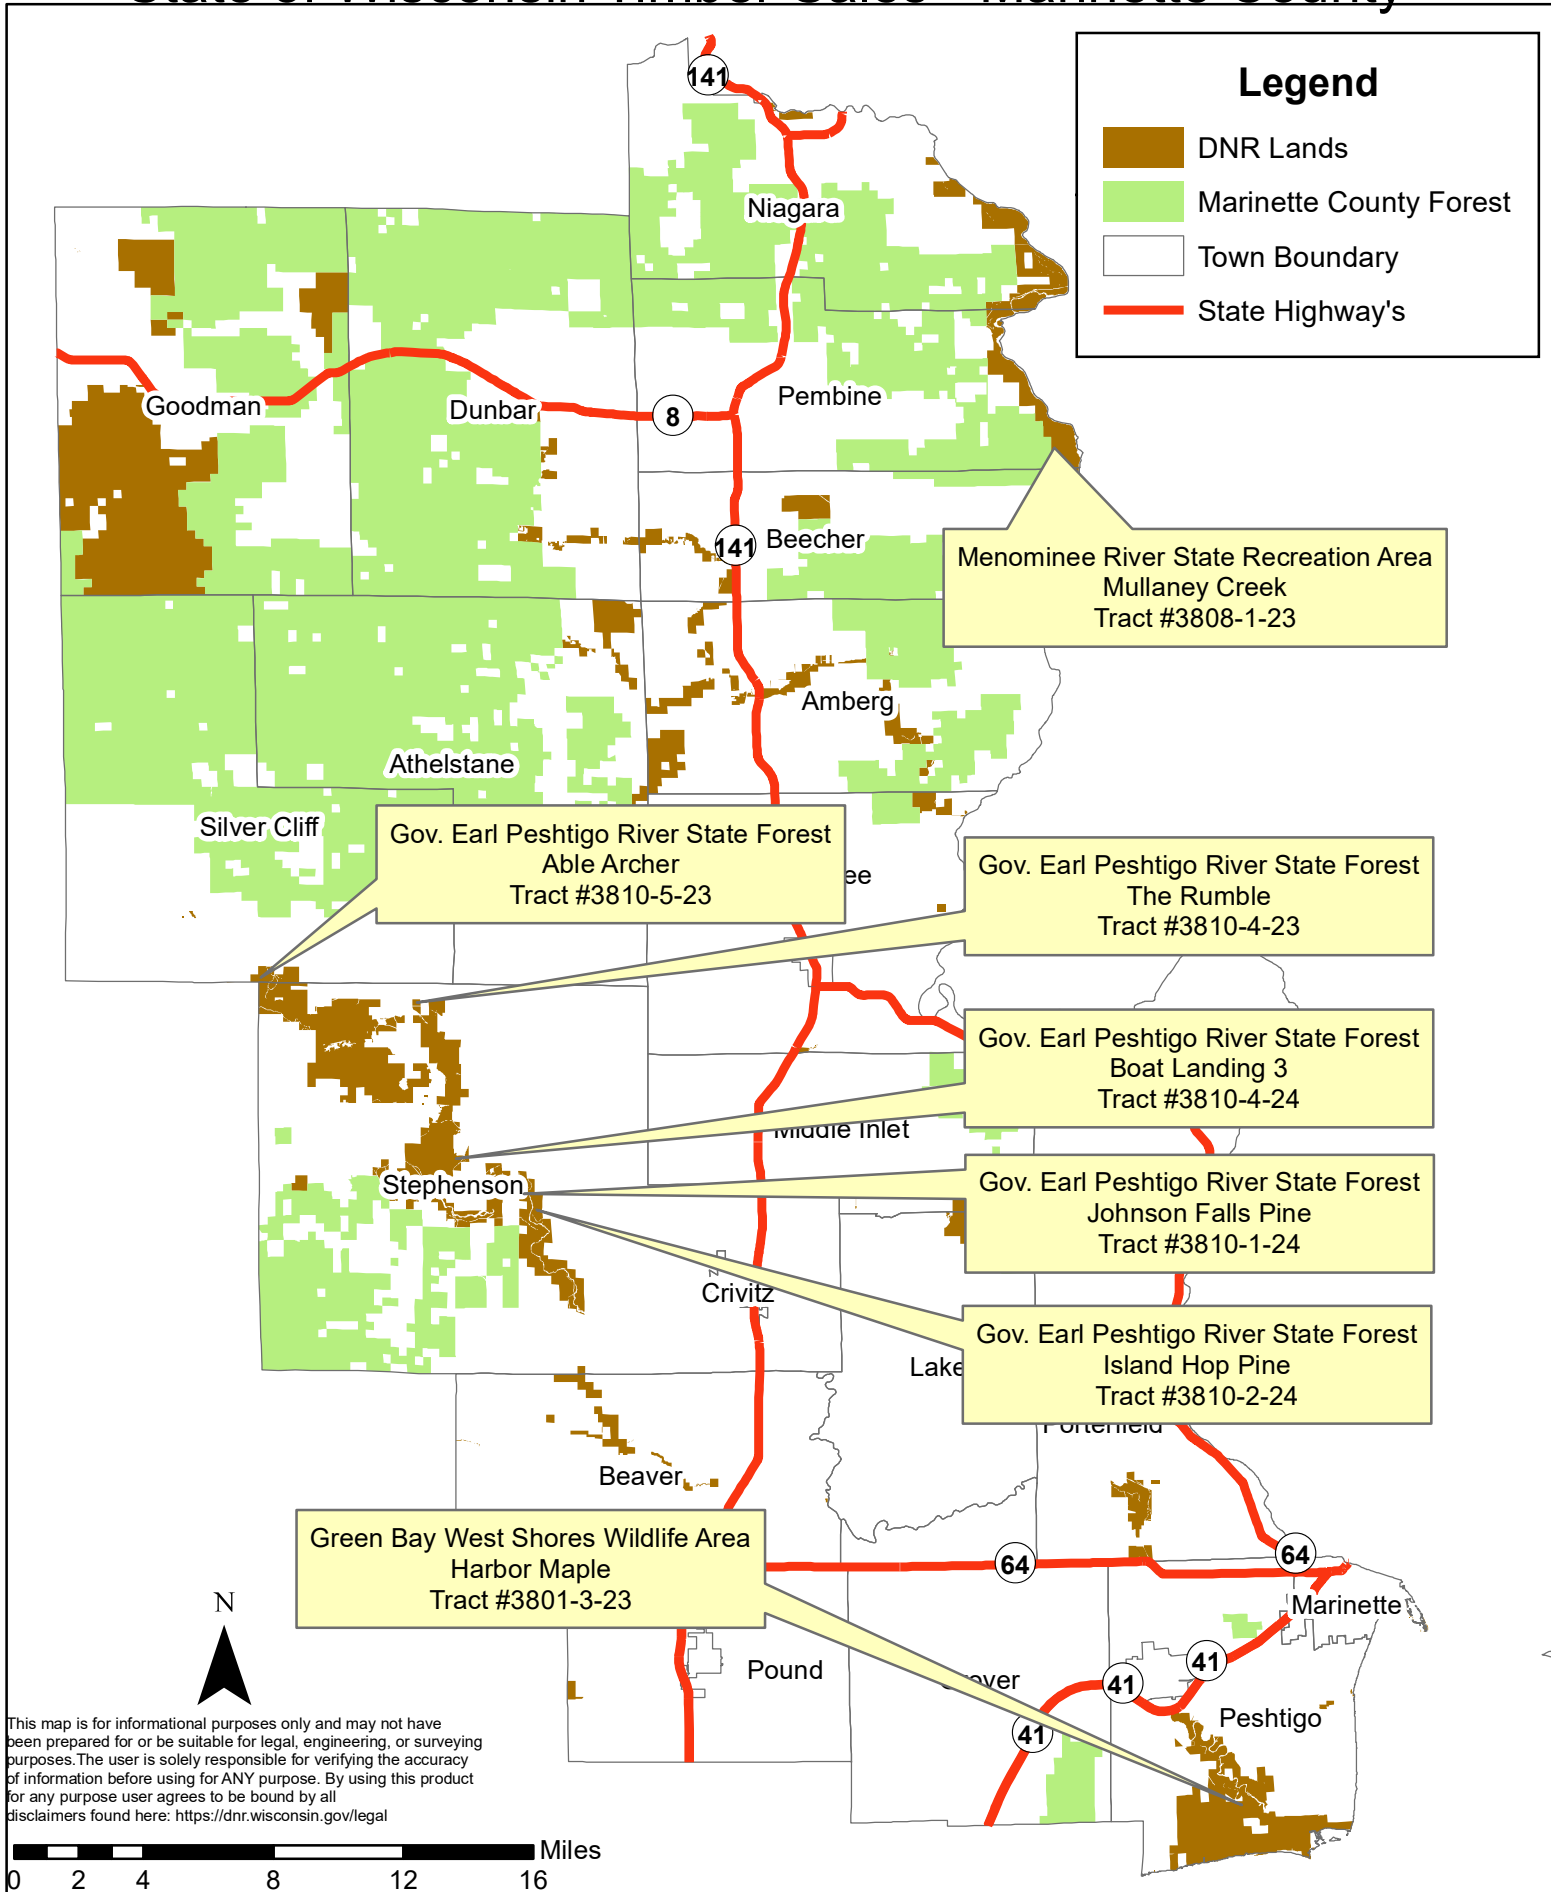 Legend
DNR Lands
Marinette County Forest
Town Boundary
State Highway's
141
Niagara
Goodman
Dunbar
8
Pembine
141
Beecher
Menominee River State Recreation Area
Mullaney Creek
Tract #3808-1-23
Amberg
Athelstane
Silver Cliff
Gov. Earl Peshtigo River State Forest
Able Archer
Tract #3810-5-23
ee
Gov. Earl Peshtigo River State Forest
The Rumble
Tract #3810-4-23
Gov. Earl Peshtigo River State Forest
Boat Landing 3
Tract #3810-4-24
Middle Inlet
Stephenson
Gov. Earl Peshtigo River State Forest
Johnson Falls Pine
Tract #3810-1-24
Crivitz
Gov. Earl Peshtigo River State Forest
Island Hop Pine
Tract #3810-2-24
Lake
Porterfield
Beaver
Green Bay West Shores Wildlife Area
Harbor Maple
Tract #3801-3-23
64
64
Marinette
Pound
41
41
41
Peshtigo
N
This map is for informational purposes only and may not have
been prepared for or be suitable for legal, engineering, or surveying
purposes.The user is solely responsible for verifying the accuracy
of information before using for ANY purpose. By using this product
for any purpose user agrees to be bound by all
disclaimers found here: https://dnr.wisconsin.gov/legal
Miles
0 2 4 8 12 16